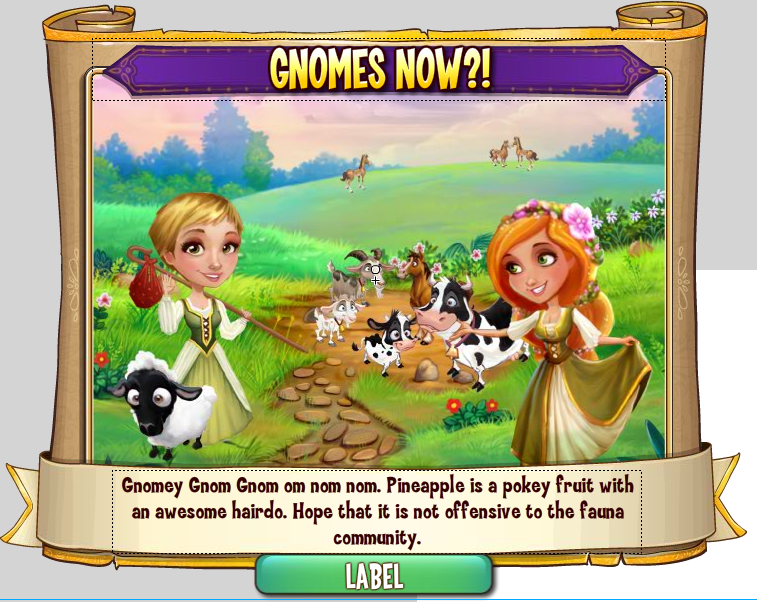 GNOMES NOW?!
Gnomey Gnom Gnom om nom nom. Pineapple is a pokey fruit with
an awesome hairdo. Hope that it is not offensive to the fauna
community.
LABEL